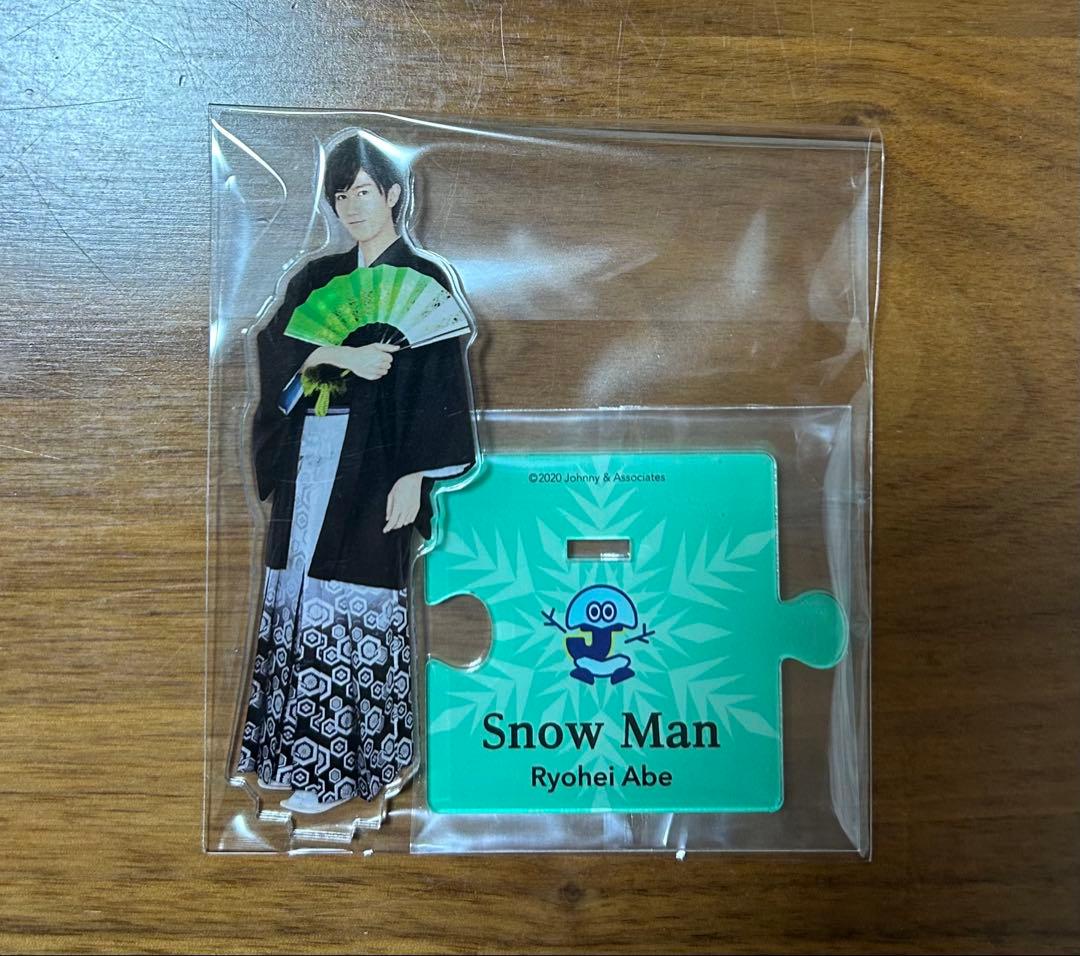 ©2020 Johnny & Associates
J
Snow Man
Ryohei Abe